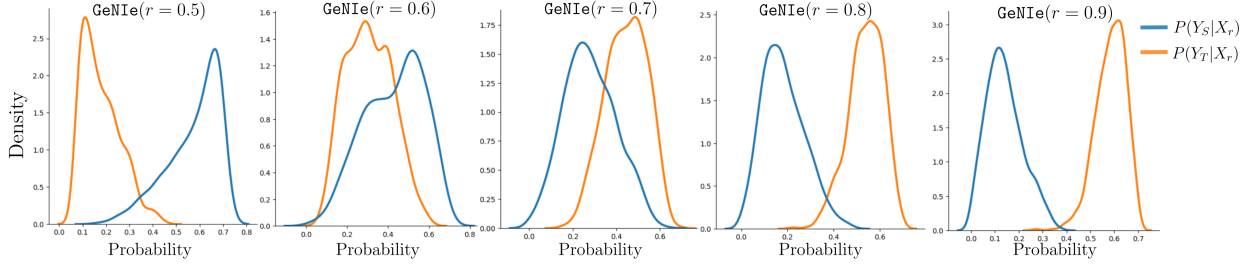 GeNIe(r = 0.5)
GeNIe(r = 0.6)
GeNIe(r = 0.7)
GeNIe(r = 0.8)
GeNIe(r = 0.9)
P(Y_S|X_r)
P(Y_T|X_r)
Density
2.5
2.0
1.5
1.0
0.5
0.0
0.0 0.1 0.2 0.3 0.4 0.5 0.6 0.7 0.8
Probability
1.6
1.4
1.2
1.0
0.8
0.6
0.4
0.2
0.0
0.0 0.2 0.4 0.6 0.8
Probability
1.75
1.50
1.25
1.00
0.75
0.50
0.25
0.00
0.0 0.2 0.4 0.6
Probability
2.5
2.0
1.5
1.0
0.5
0.0
0.0 0.2 0.4 0.6
Probability
3.0
2.5
2.0
1.5
1.0
0.5
0.0
0.0 0.1 0.2 0.3 0.4 0.5 0.6 0.7
Probability